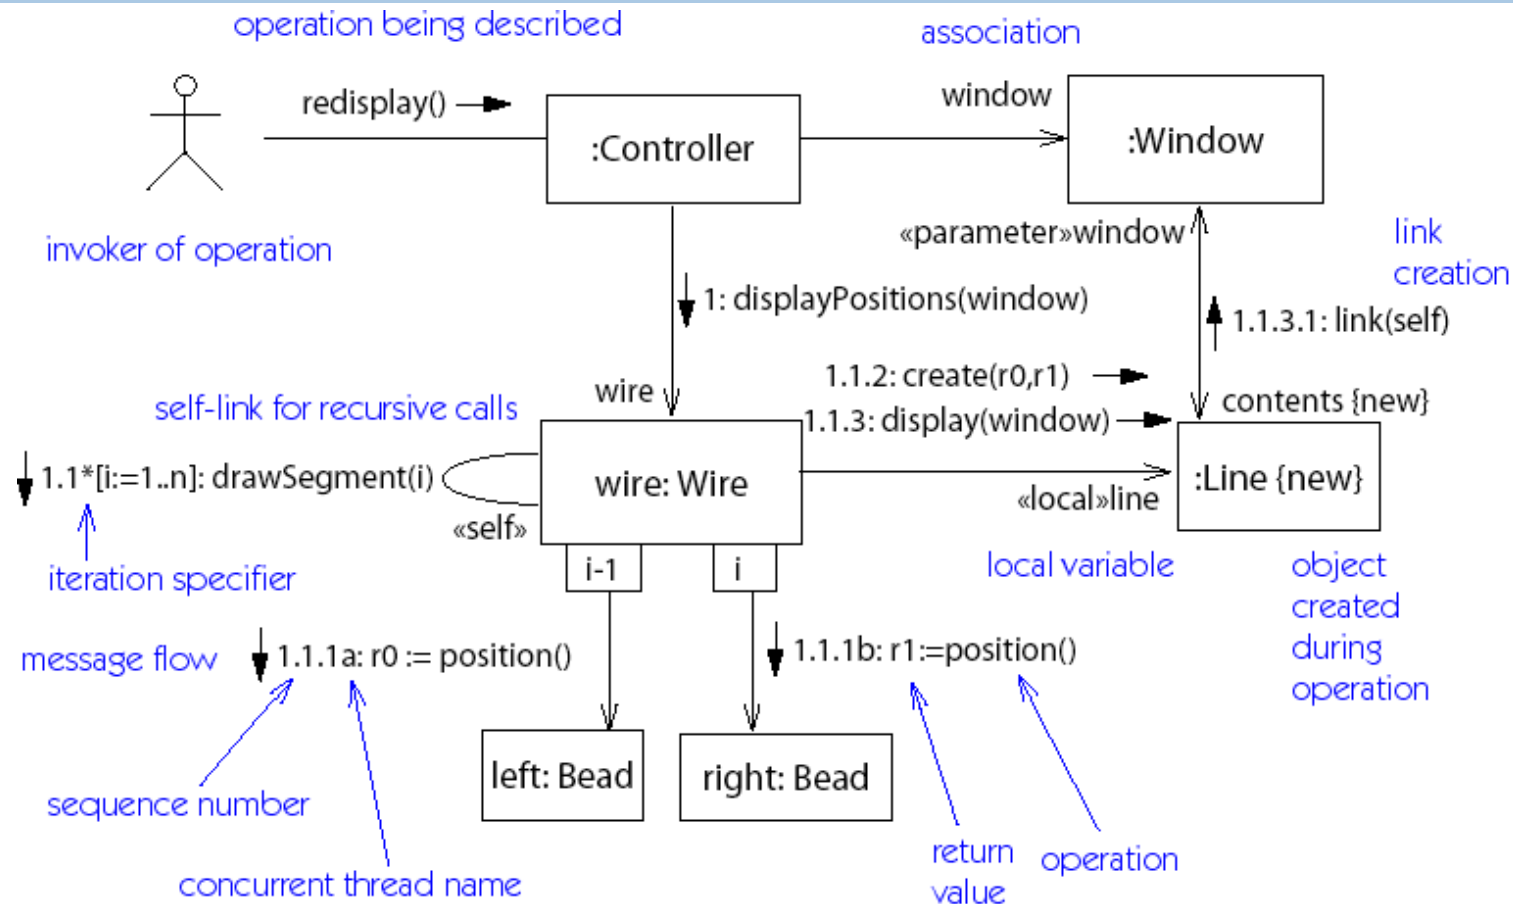 operation being described
association
redisplay()
window
:Controller
:Window
invoker of operation
«parameter»window
link
creation
1: displayPositions(window)
1.1.3.1: link(self)
1.1.2: create(r0,r1)
wire
contents {new}
self-link for recursive calls
1.1.3: display(window)
1.1*[i:=1..n]: drawSegment(i)
wire: Wire
:Line {new}
«self»
«local»line
i-1
i
iteration specifier
local variable
object
created
during
operation
message flow
1.1.1a: r0 := position()
1.1.1b: r1:=position()
left: Bead
right: Bead
sequence number
return
value
operation
concurrent thread name